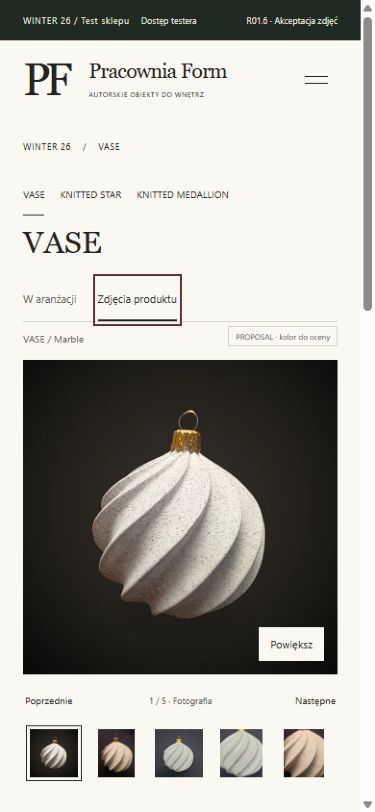 WINTER 26 / Test sklepu Dostęp testera R01.6 · Akceptacja zdjęć
PF Pracownia Form
AUTORSKIE OBIEKTY DO WNĘTRZ
WINTER 26 / VASE
VASE KNITTED STAR KNITTED MEDALLION
VASE
W aranżacji Zdjęcia produktu
VASE / Marble PROPOSAL · kolor do oceny
Powiększ
Poprzednie 1 / 5 · Fotografia Następne